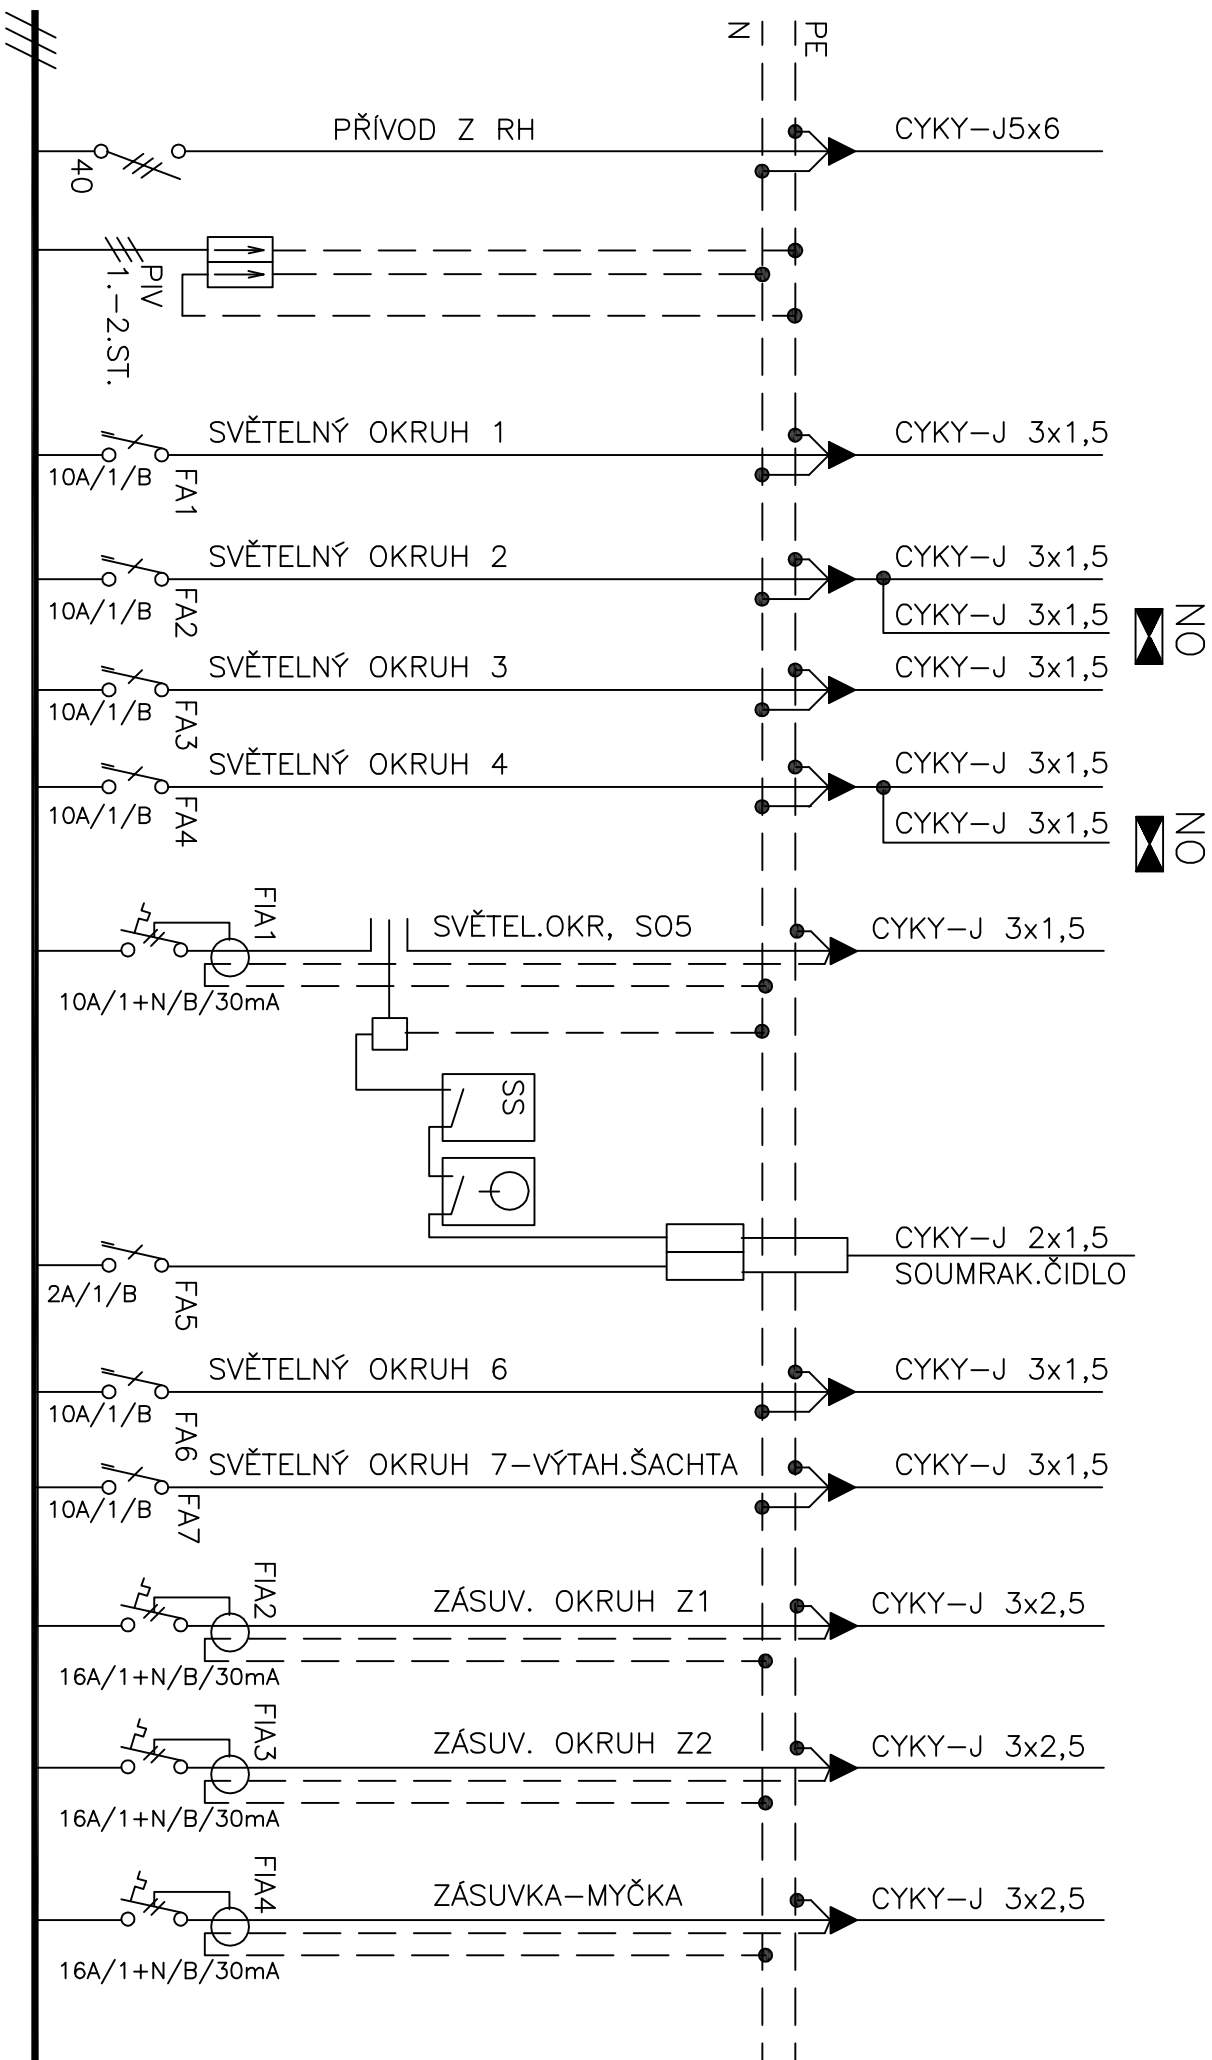 N
PE
PŘÍVOD Z RH
CYKY-J5x6
40
PIV
1.-2.ST.
SVĚTELNÝ OKRUH 1
CYKY-J 3x1,5
10A/1/B
FA1
SVĚTELNÝ OKRUH 2
CYKY-J 3x1,5
10A/1/B
FA2
CYKY-J 3x1,5
NO
SVĚTELNÝ OKRUH 3
CYKY-J 3x1,5
10A/1/B
FA3
SVĚTELNÝ OKRUH 4
CYKY-J 3x1,5
10A/1/B
FA4
CYKY-J 3x1,5
NO
FIA1
SVĚTEL.OKR, SO5
CYKY-J 3x1,5
10A/1+N/B/30mA
SS
CYKY-J 2x1,5
SOUMRAK.ČIDLO
2A/1/B
FA5
SVĚTELNÝ OKRUH 6
CYKY-J 3x1,5
10A/1/B
FA6
SVĚTELNÝ OKRUH 7-VÝTAH.ŠACHTA
CYKY-J 3x1,5
10A/1/B
FA7
FIA2
ZÁSUV. OKRUH Z1
CYKY-J 3x2,5
16A/1+N/B/30mA
FIA3
ZÁSUV. OKRUH Z2
CYKY-J 3x2,5
16A/1+N/B/30mA
FIA4
ZÁSUVKA-MYČKA
CYKY-J 3x2,5
16A/1+N/B/30mA